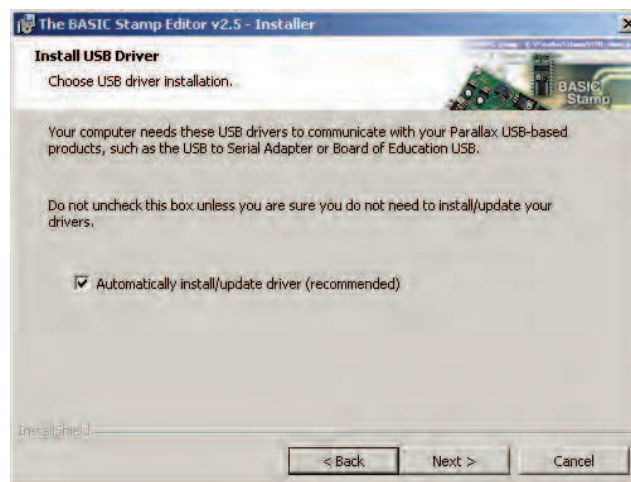 The BASIC Stamp Editor v2.5 - Installer
Install USB Driver
Choose USB driver installation.
BASIC
Stamp
Your computer needs these USB drivers to communicate with your Parallax USB-based
products, such as the USB to Serial Adapter or Board of Education USB.
Do not uncheck this box unless you are sure you do not need to install/update your
drivers.
Automatically install/update driver (recommended)
InstallShield
< Back
Next >
Cancel